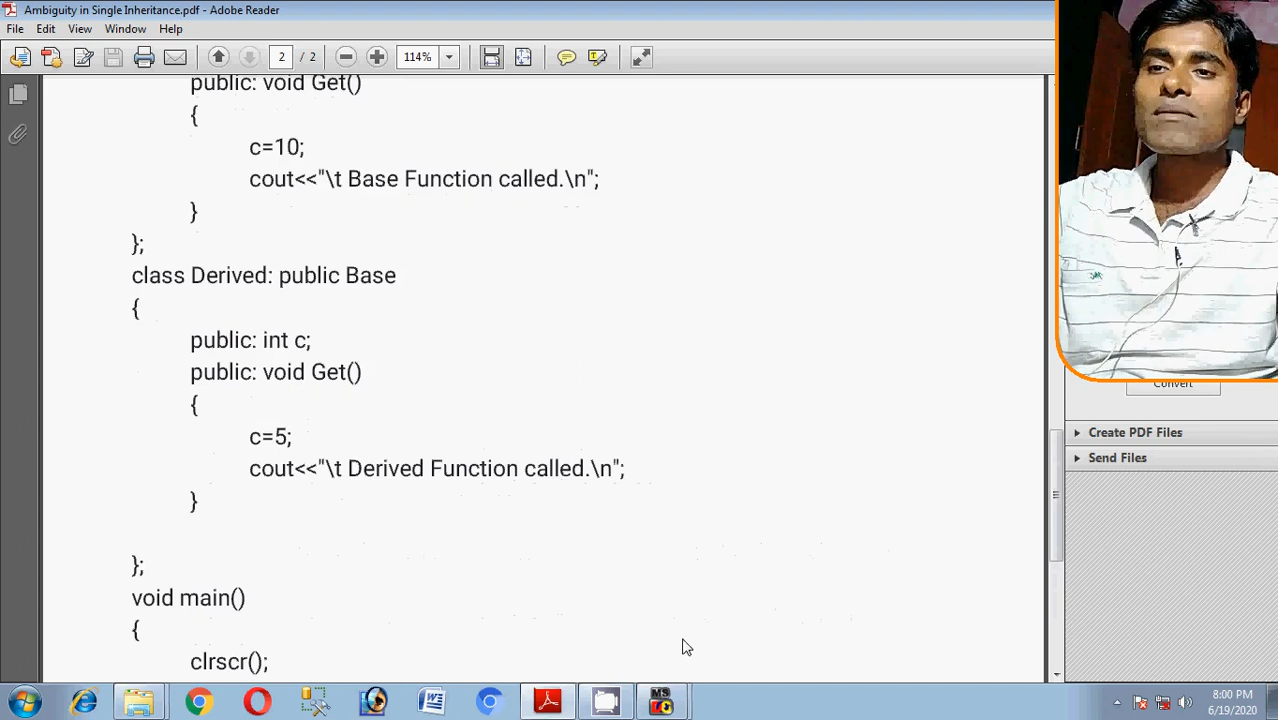 Ambiguity in Single Inheritance.pdf - Adobe Reader
File Edit View Window Help
2 / 2 114%
public: void Get()
{
c=10;
cout<<"\t Base Function called.\n";
}
};
class Derived: public Base
{
public: int c;
public: void Get()
{
c=5;
cout<<"\t Derived Function called.\n";
}
};
void main()
{
clrscr();
Convert
Create PDF Files
Send Files
MS
8:00 PM
6/19/2020